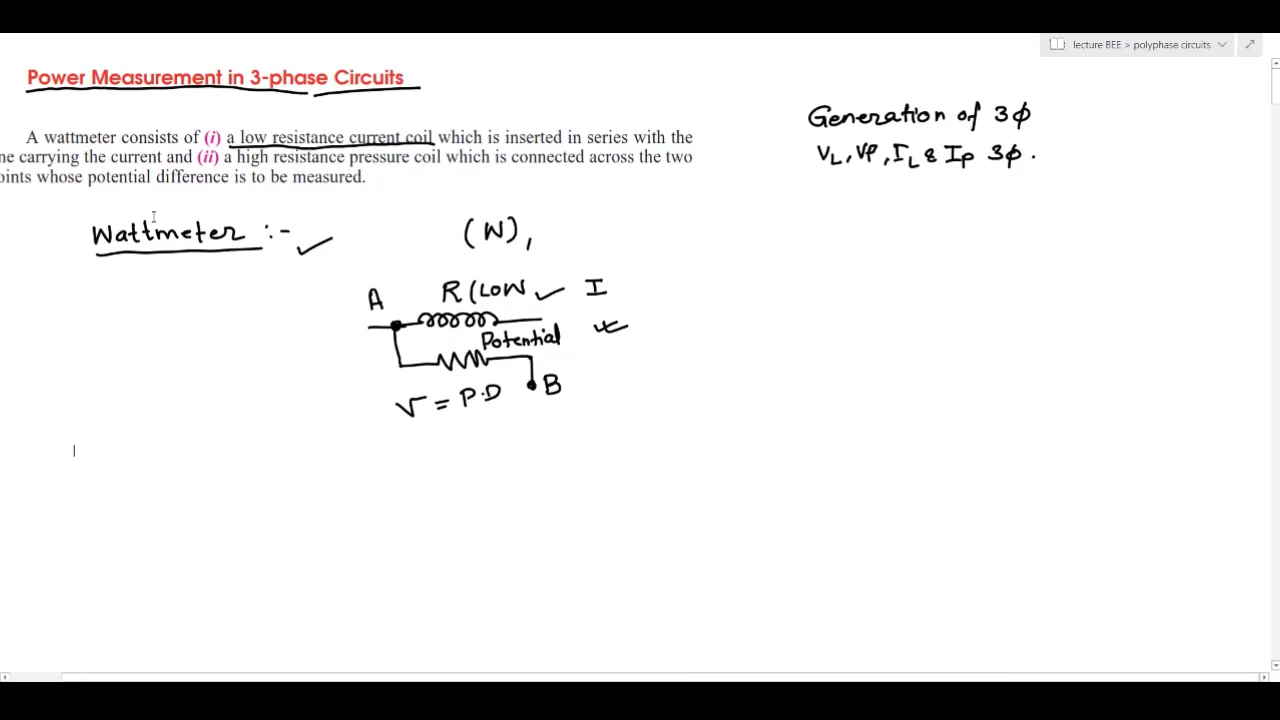 lecture BEE > polyphase circuits
Power Measurement in 3-phase Circuits
Generation of 3ϕ
VL, VP, IL & IP 3ϕ.
A wattmeter consists of (i) a low resistance current coil which is inserted in series with the
ne carrying the current and (ii) a high resistance pressure coil which is connected across the two
oints whose potential difference is to be measured.
Wattmeter :-
(W),
A R(LOW I
Potential
V = P.D B